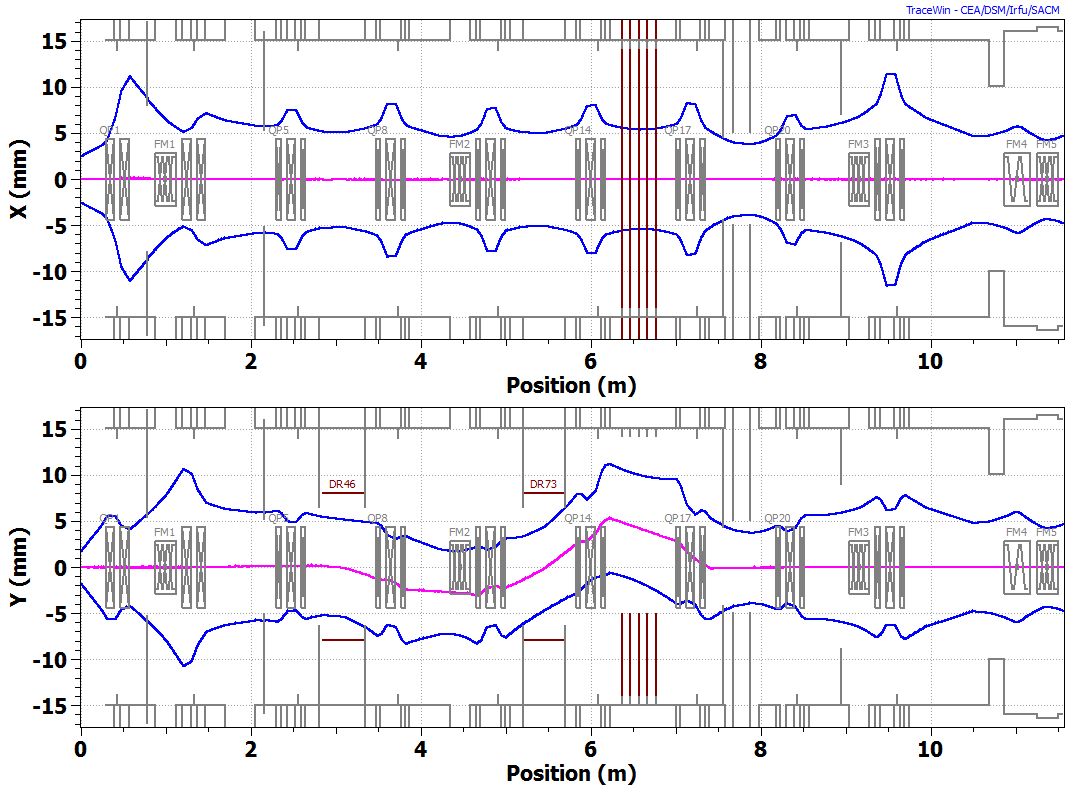 TraceWin - CEA/DSM/Irfu/SACM
X (mm)
15
10
5
0
-5
-10
-15
QP1
FM1
QP5
QP8
FM2
QP14
QP17
QP20
FM3
FM4
FM5
0
2
4
6
8
10
Position (m)
Y (mm)
15
10
5
0
-5
-10
-15
DR46
DR73
QP1
FM1
QP5
QP8
FM2
QP14
QP17
QP20
FM3
FM4
FM5
0
2
4
6
8
10
Position (m)